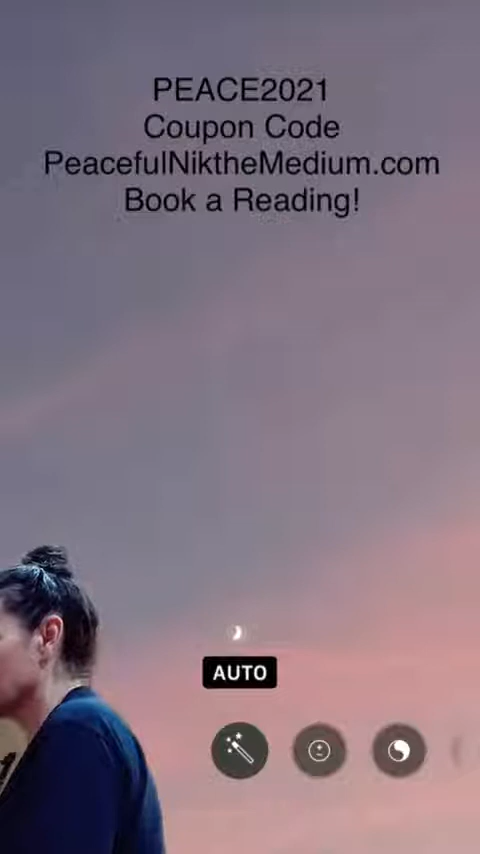 PEACE2021
Coupon Code
PeacefulNiktheMedium.com
Book a Reading!
AUTO